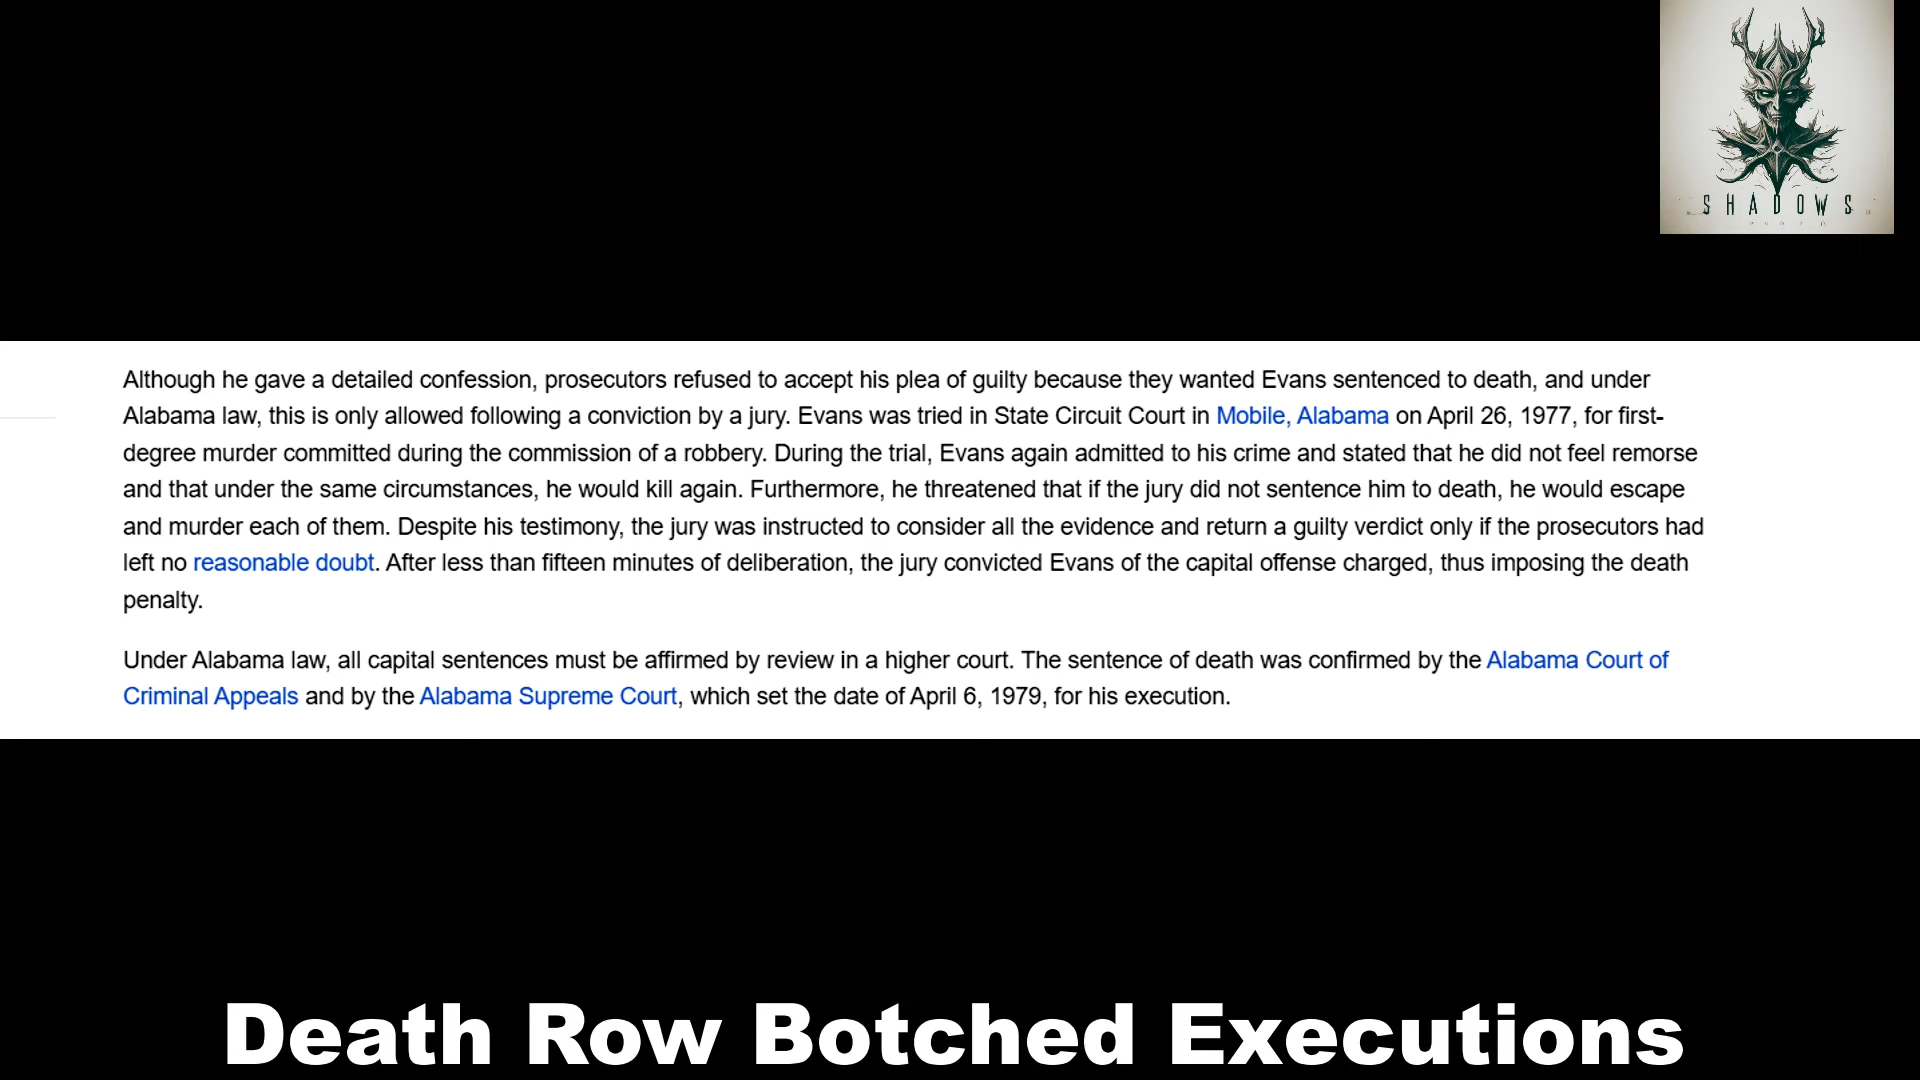 SHADOWS
Although he gave a detailed confession, prosecutors refused to accept his plea of guilty because they wanted Evans sentenced to death, and under
Alabama law, this is only allowed following a conviction by a jury. Evans was tried in State Circuit Court in Mobile, Alabama on April 26, 1977, for first-
degree murder committed during the commission of a robbery. During the trial, Evans again admitted to his crime and stated that he did not feel remorse
and that under the same circumstances, he would kill again. Furthermore, he threatened that if the jury did not sentence him to death, he would escape
and murder each of them. Despite his testimony, the jury was instructed to consider all the evidence and return a guilty verdict only if the prosecutors had
left no reasonable doubt. After less than fifteen minutes of deliberation, the jury convicted Evans of the capital offense charged, thus imposing the death
penalty.
Under Alabama law, all capital sentences must be affirmed by review in a higher court. The sentence of death was confirmed by the Alabama Court of
Criminal Appeals and by the Alabama Supreme Court, which set the date of April 6, 1979, for his execution.
Death Row Botched Executions